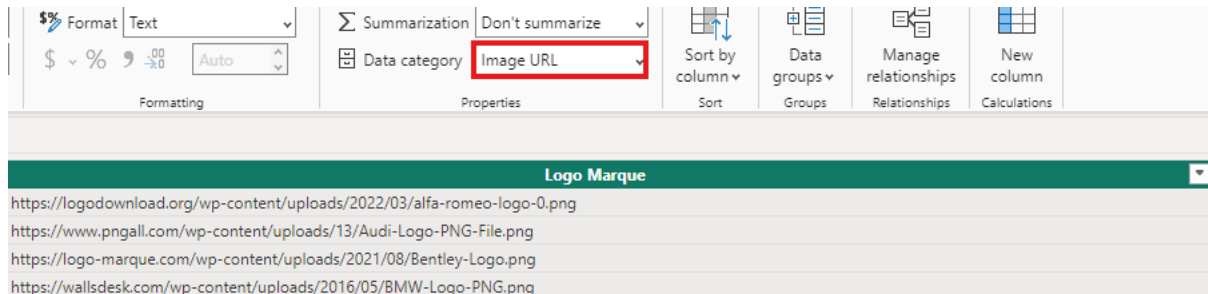 $% Format Text
Σ Summarization Don't summarize
$ % 9 .00 →.0 Auto
Data category Image URL
Sort by column
Data groups
Manage relationships
New column
Formatting
Properties
Sort
Groups
Relationships
Calculations
Logo Marque
https://logodownload.org/wp-content/uploads/2022/03/alfa-romeo-logo-0.png
https://www.pngall.com/wp-content/uploads/13/Audi-Logo-PNG-File.png
https://logo-marque.com/wp-content/uploads/2021/08/Bentley-Logo.png
https://wallsdesk.com/wp-content/uploads/2016/05/BMW-Logo-PNG.png